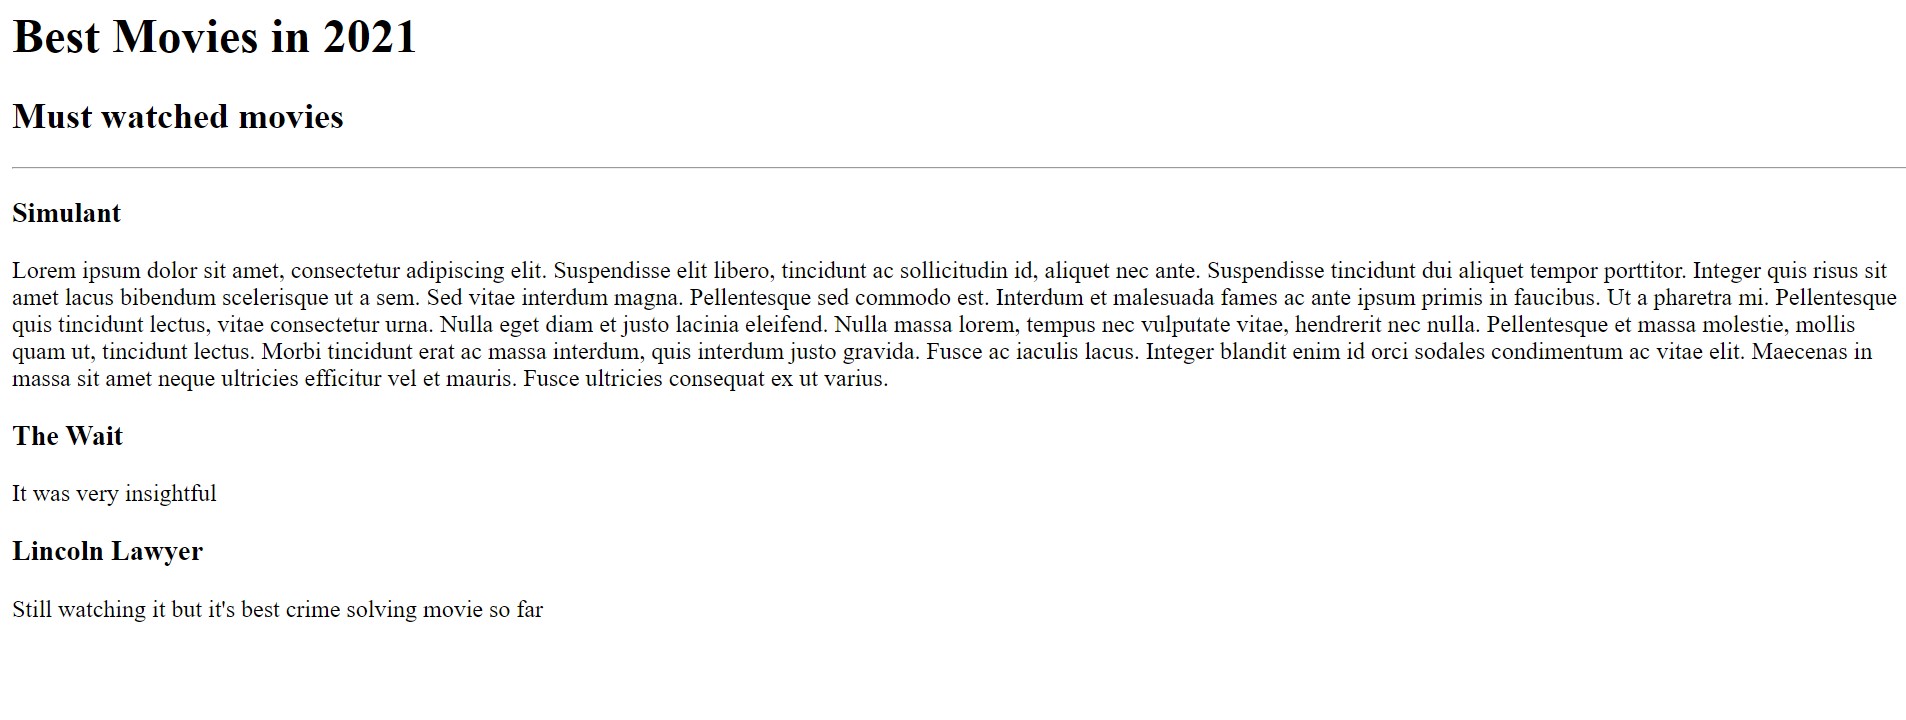 Best Movies in 2021
Must watched movies
Simulant
Lorem ipsum dolor sit amet, consectetur adipiscing elit. Suspendisse elit libero, tincidunt ac sollicitudin id, aliquet nec ante. Suspendisse tincidunt dui aliquet tempor porttitor. Integer quis risus sit
amet lacus bibendum scelerisque ut a sem. Sed vitae interdum magna. Pellentesque sed commodo est. Interdum et malesuada fames ac ante ipsum primis in faucibus. Ut a pharetra mi. Pellentesque
quis tincidunt lectus, vitae consectetur urna. Nulla eget diam et justo lacinia eleifend. Nulla massa lorem, tempus nec vulputate vitae, hendrerit nec nulla. Pellentesque et massa molestie, mollis
quam ut, tincidunt lectus. Morbi tincidunt erat ac massa interdum, quis interdum justo gravida. Fusce ac iaculis lacus. Integer blandit enim id orci sodales condimentum ac vitae elit. Maecenas in
massa sit amet neque ultricies efficitur vel et mauris. Fusce ultricies consequat ex ut varius.
The Wait
It was very insightful
Lincoln Lawyer
Still watching it but it's best crime solving movie so far